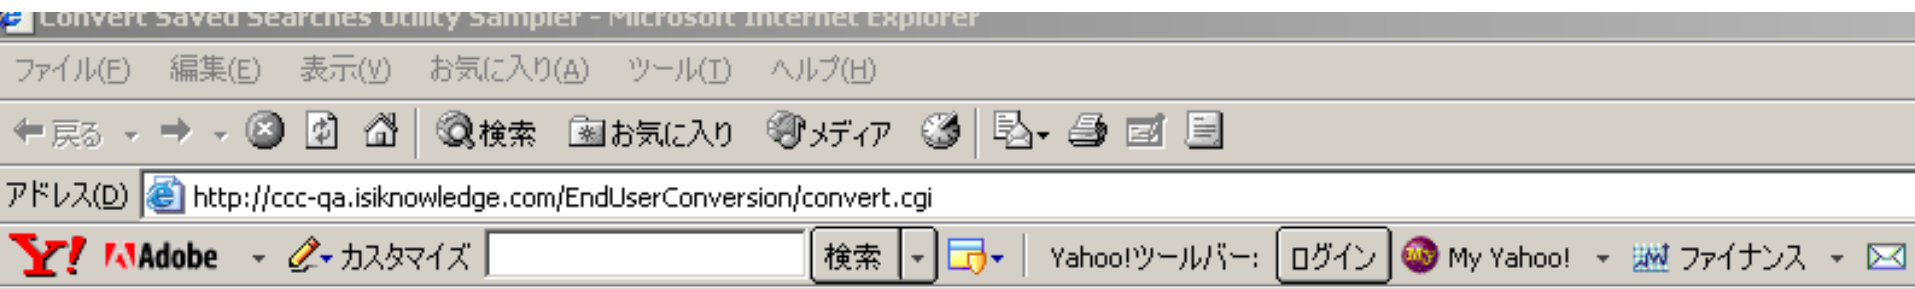 Convert Saved Searches Utility Sampler - Microsoft Internet Explorer
ファイル(F) 編集(E) 表示(V) お気に入り(A) ツール(T) ヘルプ(H)
戻る 検索 お気に入り メディア
アドレス(D) http://ccc-qa.isiknowledge.com/EndUserConversion/convert.cgi
Y! Adobe カスタマイズ 検索 Yahoo!ツールバー: ログイン My My Yahoo! ファイナンス